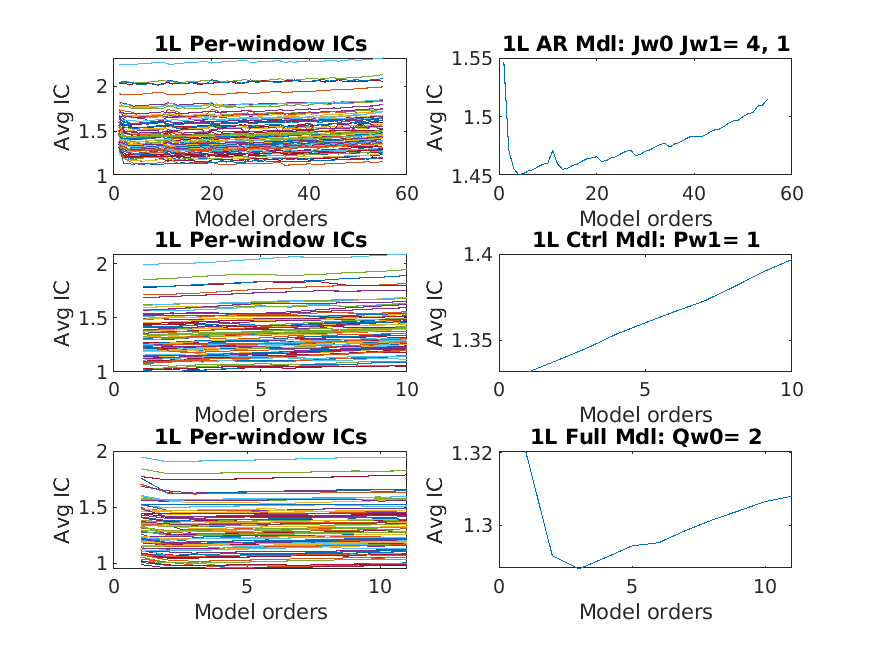 1L Per-window ICs
Avg IC
2
1.5
1
0
20
40
60
Model orders
1L AR Mdl: Jw0 Jw1= 4, 1
Avg IC
1.55
1.5
1.45
0
20
40
60
Model orders
1L Per-window ICs
Avg IC
2
1.5
1
0
5
10
Model orders
1L Ctrl Mdl: Pw1= 1
Avg IC
1.4
1.35
0
5
10
Model orders
1L Per-window ICs
Avg IC
2
1.5
1
0
5
10
Model orders
1L Full Mdl: Qw0= 2
Avg IC
1.32
1.3
0
5
10
Model orders